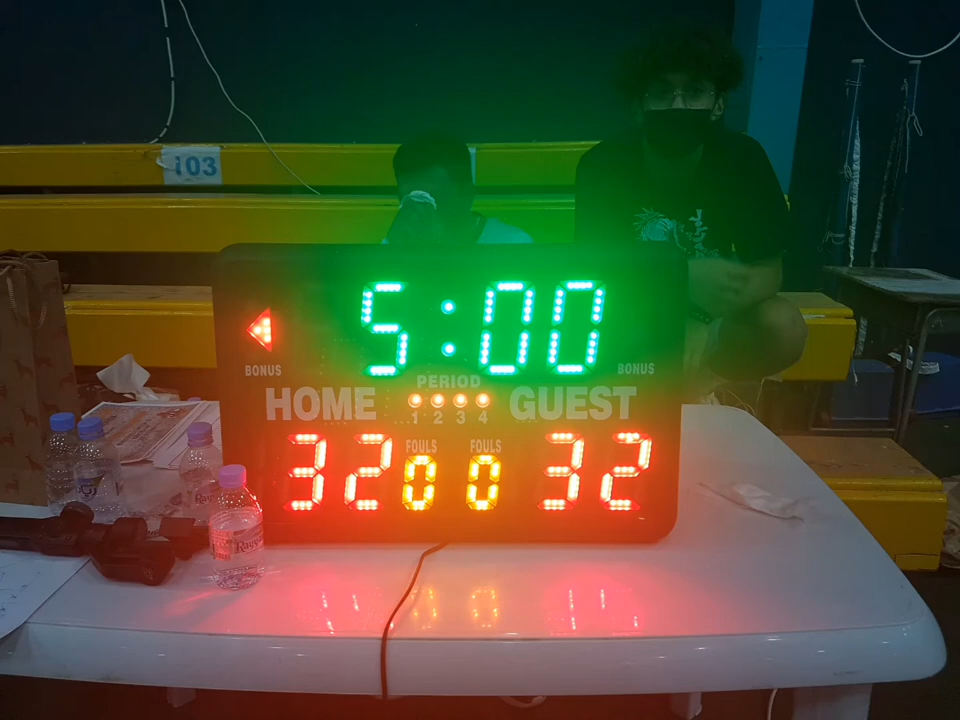 103
5:00
BONUS
BONUS
PERIOD
HOME
GUEST
1 2 3 4
FOULS
FOULS
32
0
0
32